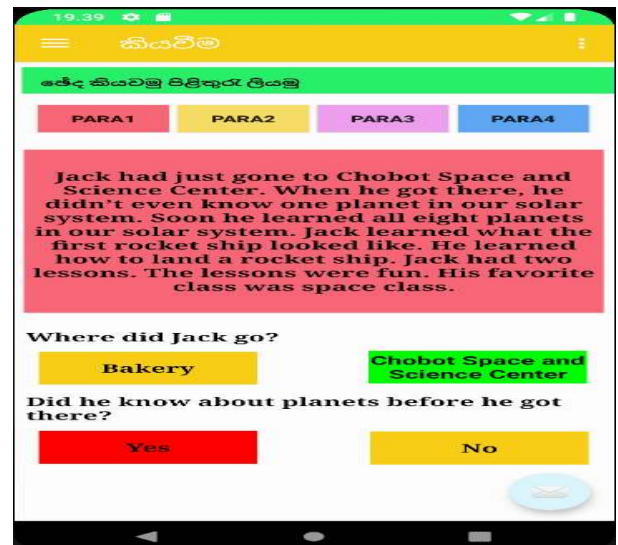 19.39
කියවීම
ඡේද කියවමු පිළිතුරු ලියමු
PARA1 PARA2 PARA3 PARA4
Jack had just gone to Chobot Space and
Science Center. When he got there, he
didn't even know one planet in our solar
system. Soon he learned all eight planets
in our solar system. Jack learned what the
first rocket ship looked like. He learned
how to land a rocket ship. Jack had two
lessons. The lessons were fun. His favorite
class was space class.
Where did Jack go?
Bakery
Chobot Space and
Science Center
Did he know about planets before he got
there?
Yes No